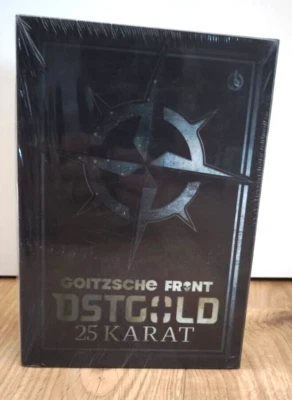 GOITZSCHE FRONT
OSTGOLD
25 KARAT